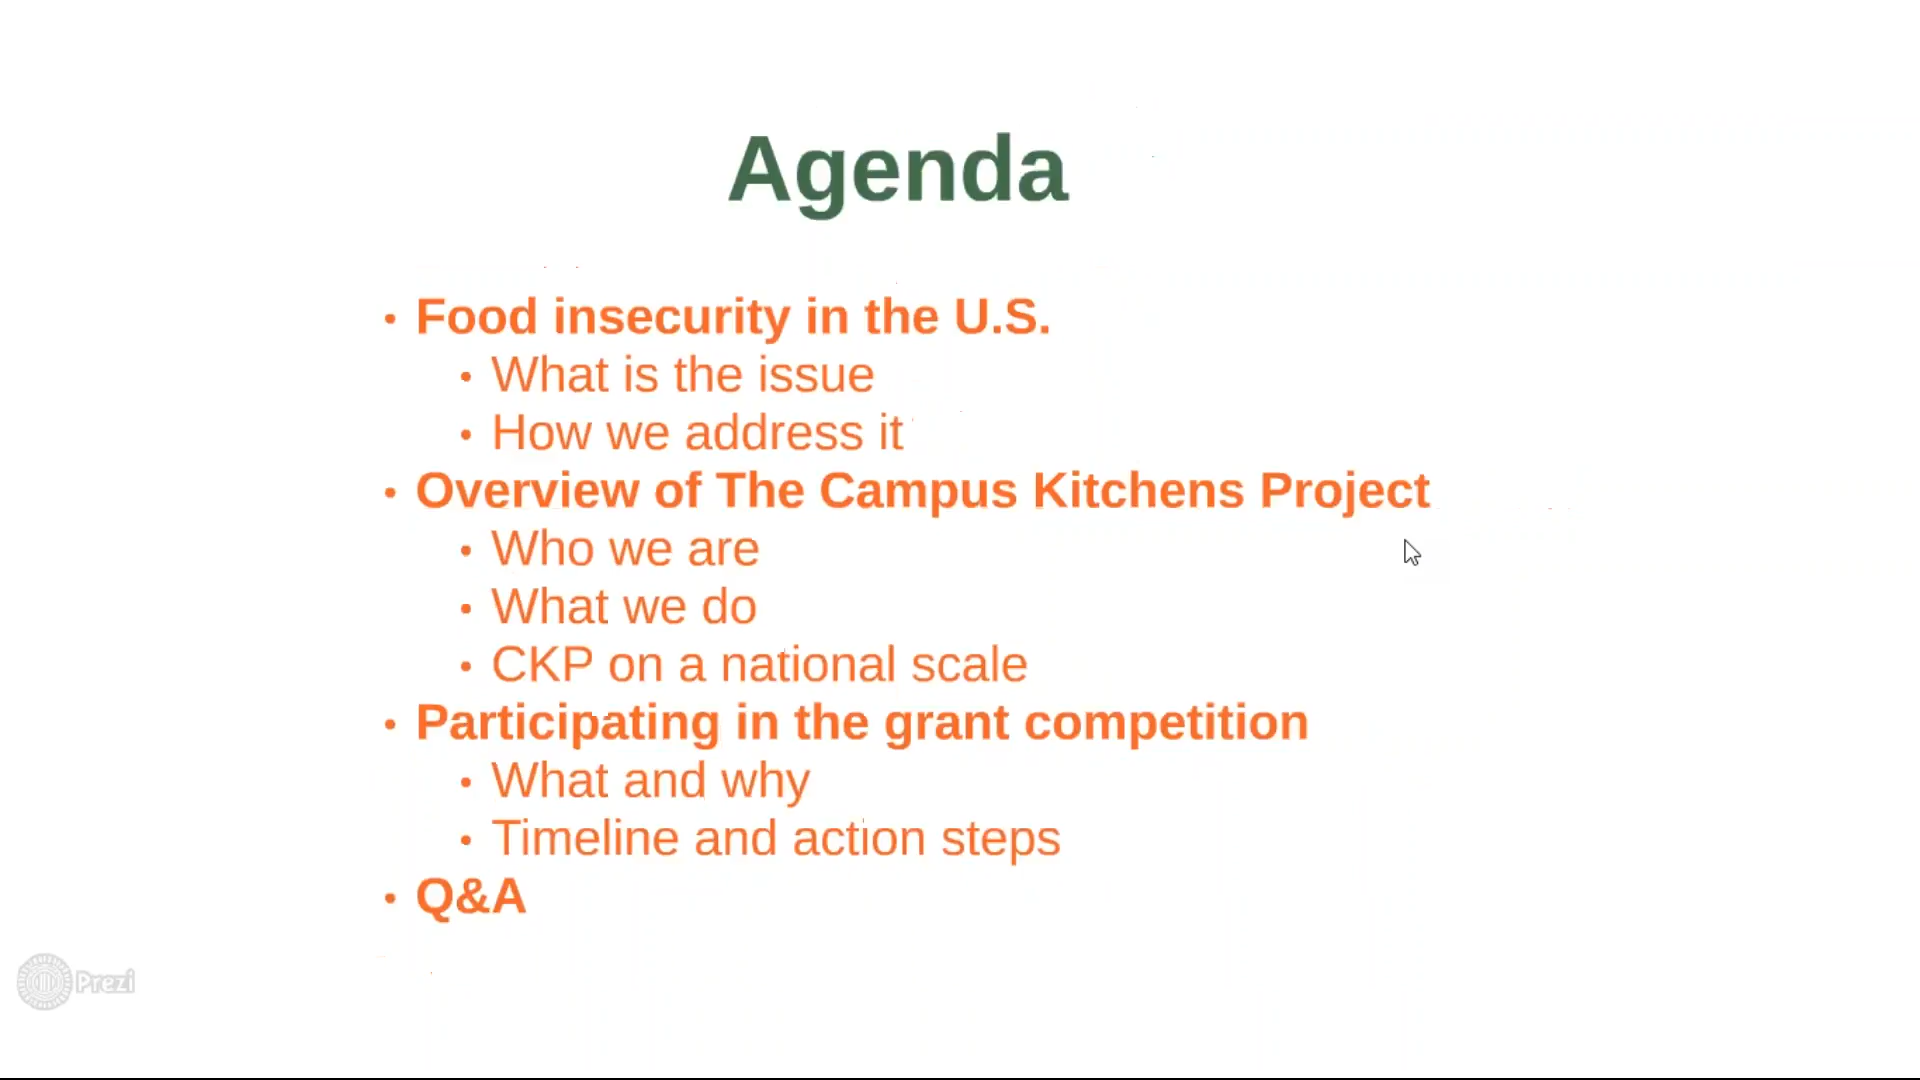 Agenda
• Food insecurity in the U.S.
• What is the issue
• How we address it
• Overview of The Campus Kitchens Project
• Who we are
• What we do
• CKP on a national scale
• Participating in the grant competition
• What and why
• Timeline and action steps
• Q&A
Prezi